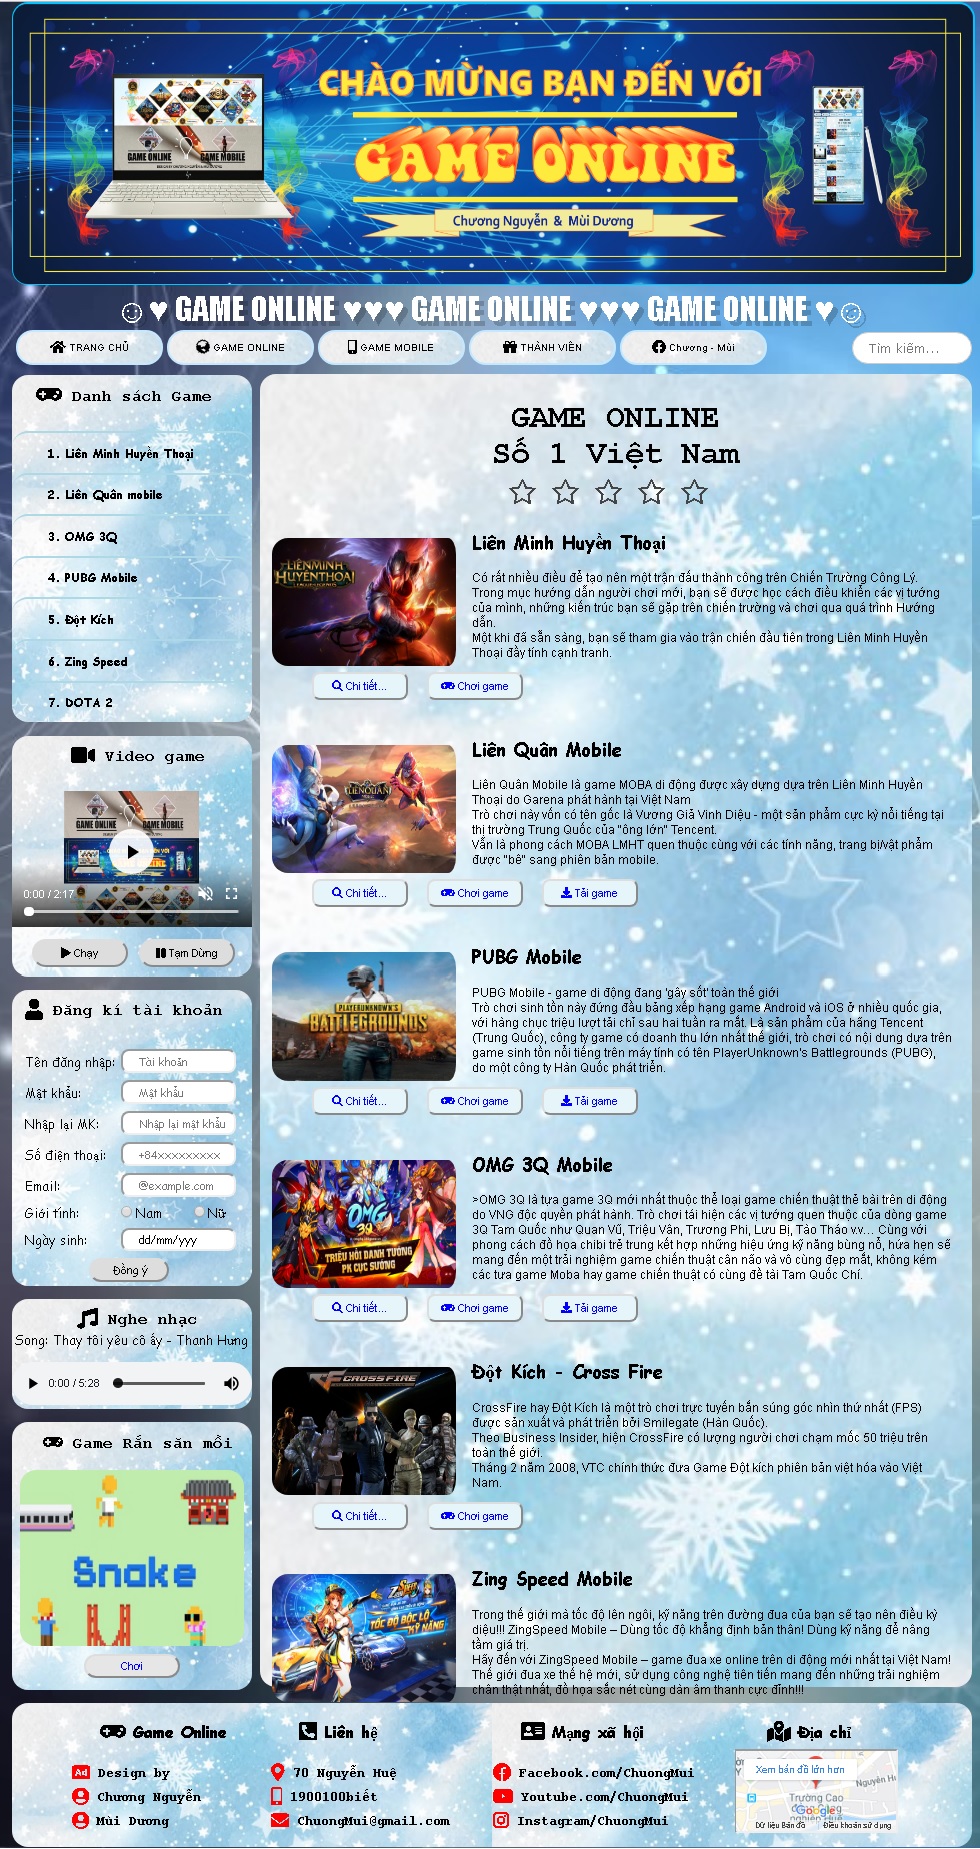 CHÀO MỪNG BẠN ĐẾN VỚI
GAME ONLINE
Chương Nguyễn & Mùi Dương
GAME ONLINE
GAME MOBILE
☺ ♥ GAME ONLINE ♥♥♥ GAME ONLINE ♥♥♥ GAME ONLINE ♥☺
TRANG CHỦ
GAME ONLINE
GAME MOBILE
THÀNH VIÊN
Chương - Mùi
Tìm kiếm...
Danh sách Game
1. Liên Minh Huyền Thoại
2. Liên Quân mobile
3. OMG 3Q
4. PUBG Mobile
5. Đột Kích
6. Zing Speed
7. DOTA 2
Video game
GAME ONLINE
GAME MOBILE
0:00 / 2:17
Chạy
Tạm Dừng
Đăng kí tài khoản
Tên đăng nhập:
Tài khoản
Mật khẩu:
Mật khẩu
Nhập lại MK:
Nhập lại mật khẩu
Số điện thoại:
+84xxxxxxxxx
Email:
@example.com
Giới tính:
Nam
Nữ
Ngày sinh:
dd/mm/yyy
Đồng ý
Nghe nhạc
Song: Thay tôi yêu cô ấy - Thanh Hưng
0:00 / 5:28
Game Rắn săn mồi
Snake
Chơi
GAME ONLINE
Số 1 Việt Nam
LIÊNMINH
HUYỀNTHOẠI
Liên Minh Huyền Thoại
Có rất nhiều điều để tạo nên một trận đấu thành công trên Chiến Trường Công Lý.
Trong mục hướng dẫn người chơi mới, bạn sẽ được học cách điều khiển các vị tướng
của mình, những kiến trúc bạn sẽ gặp trên chiến trường và chơi qua quá trình Hướng
dẫn.
Một khi đã sẵn sàng, bạn sẽ tham gia vào trận chiến đầu tiên trong Liên Minh Huyền
Thoại đầy tính cạnh tranh.
Chi tiết...
Chơi game
LIÊNQUÂN
Liên Quân Mobile
Liên Quân Mobile là game MOBA di động được xây dựng dựa trên Liên Minh Huyền
Thoại do Garena phát hành tại Việt Nam
Trò chơi này vốn có tên gốc là Vương Giả Vinh Diệu - một sản phẩm cực kỳ nổi tiếng tại
thị trường Trung Quốc của "ông lớn" Tencent.
Vẫn là phong cách MOBA LMHT quen thuộc cùng với các tính năng, trang bị/vật phẩm
được "bê" sang phiên bản mobile.
Chi tiết...
Chơi game
Tải game
PLAYERUNKNOWN'S
BATTLEGROUNDS
PUBG Mobile
PUBG Mobile - game di động đang 'gây sốt' toàn thế giới
Trò chơi sinh tồn này đứng đầu bảng xếp hạng game Android và iOS ở nhiều quốc gia,
với hàng chục triệu lượt tải chỉ sau hai tuần ra mắt. Là sản phẩm của hãng Tencent
(Trung Quốc), công ty game có doanh thu lớn nhất thế giới, trò chơi có nội dung dựa trên
game sinh tồn nổi tiếng trên máy tính có tên PlayerUnknown's Battlegrounds (PUBG),
do một công ty Hàn Quốc phát triển.
Chi tiết...
Chơi game
Tải game
OMG
3Q
TRIỆU HỒI DANH TƯỚNG
PK CỰC SƯỚNG
OMG 3Q Mobile
>OMG 3Q là tựa game 3Q mới nhất thuộc thể loại game chiến thuật thẻ bài trên di động
do VNG độc quyền phát hành. Trò chơi tái hiện các vị tướng quen thuộc của dòng game
3Q Tam Quốc như Quan Vũ, Triệu Vân, Trương Phi, Lưu Bị, Tào Tháo v.v... Cùng với
phong cách đồ họa chibi trẻ trung kết hợp những hiệu ứng kỹ năng bùng nổ, hứa hẹn sẽ
mang đến một trải nghiệm game chiến thuật cân não và vô cùng đẹp mắt, không kém
các tựa game Moba hay game chiến thuật có cùng đề tài Tam Quốc Chí.
Chi tiết...
Chơi game
Tải game
CROSSFIRE
Đột Kích - Cross Fire
CrossFire hay Đột Kích là một trò chơi trực tuyến bắn súng góc nhìn thứ nhất (FPS)
được sản xuất và phát triển bởi Smilegate (Hàn Quốc).
Theo Business Insider, hiện CrossFire có lượng người chơi chạm mốc 50 triệu trên
toàn thế giới.
Tháng 2 năm 2008, VTC chính thức đưa Game Đột kích phiên bản việt hóa vào Việt
Nam.
Chi tiết...
Chơi game
TỐC ĐỘ BỘC LỘ
KỸ NĂNG
Zing Speed Mobile
Trong thế giới mà tốc độ lên ngôi, kỹ năng trên đường đua của bạn sẽ tạo nên điều kỳ
diệu!!! ZingSpeed Mobile – Dùng tốc độ khẳng định bản thân! Dùng kỹ năng để nâng
tầm giá trị.
Hãy đến với ZingSpeed Mobile – game đua xe online trên di động mới nhất tại Việt Nam!
Thế giới đua xe thế hệ mới, sử dụng công nghệ tiên tiến mang đến những trải nghiệm
chân thật nhất, đồ họa sắc nét cùng dàn âm thanh cực đỉnh!!!
Game Online
Ad Design by
Chương Nguyễn
Mùi Dương
Liên hệ
70 Nguyễn Huệ
1900100biết
ChuongMui@gmail.com
Mạng xã hội
Facebook.com/ChuongMui
Youtube.com/ChuongMui
Instagram/ChuongMui
Địa chỉ
Xem bản đồ lớn hơn
Nguyễn H
Trường Cao
Google
Dữ liệu Bản đồ
Điều khoản sử dụng